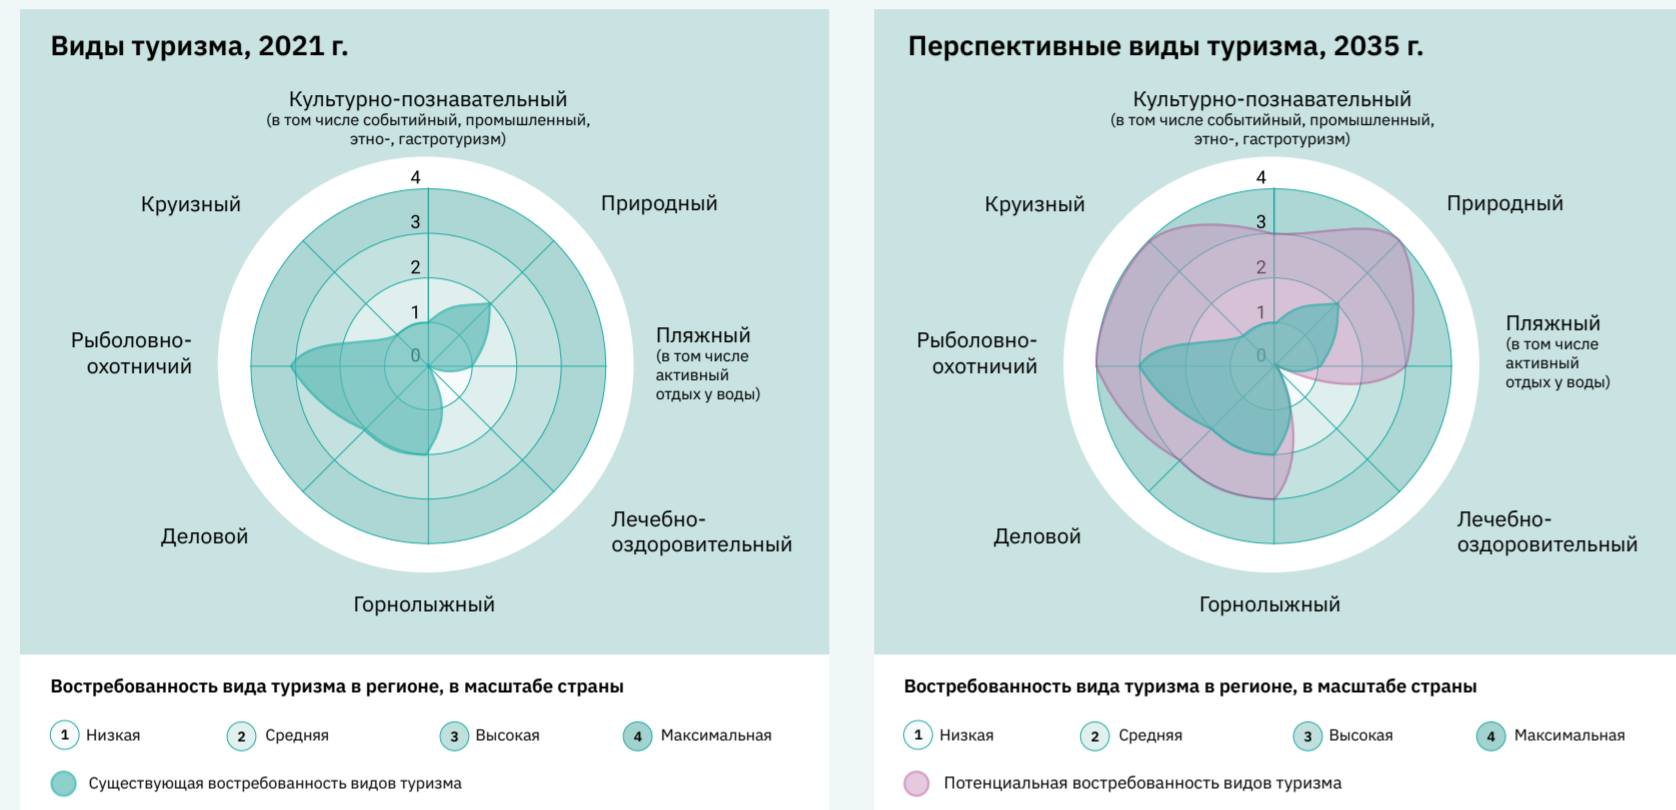 Виды туризма, 2021 г.
Культурно-познавательный
(в том числе событийный, промышленный,
этно-, гастротуризм)
Круизный
Природный
4
3
2
1
0
Рыболовно-
охотничий
Пляжный
(в том числе
активный
отдых у воды)
Деловой
Лечебно-
оздоровительный
Горнолыжный
Востребованность вида туризма в регионе, в масштабе страны
1 Низкая
2 Средняя
3 Высокая
4 Максимальная
Существующая востребованность видов туризма
Перспективные виды туризма, 2035 г.
Культурно-познавательный
(в том числе событийный, промышленный,
этно-, гастротуризм)
Круизный
Природный
4
3
2
1
0
Рыболовно-
охотничий
Пляжный
(в том числе
активный
отдых у воды)
Деловой
Лечебно-
оздоровительный
Горнолыжный
Востребованность вида туризма в регионе, в масштабе страны
1 Низкая
2 Средняя
3 Высокая
4 Максимальная
Потенциальная востребованность видов туризма